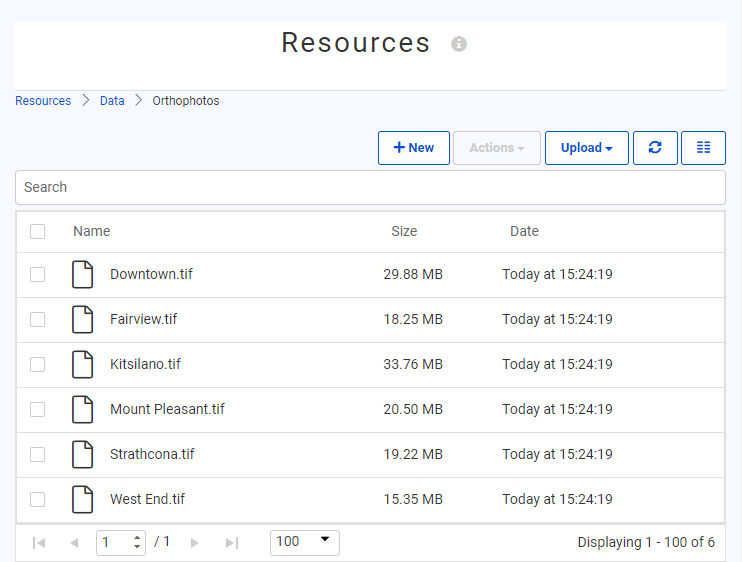 Resources
Resources > Data > Orthophotos
+ New Actions Upload
Search
Name Size Date
Downtown.tif 29.88 MB Today at 15:24:19
Fairview.tif 18.25 MB Today at 15:24:19
Kitsilano.tif 33.76 MB Today at 15:24:19
Mount Pleasant.tif 20.50 MB Today at 15:24:19
Strathcona.tif 19.22 MB Today at 15:24:19
West End.tif 15.35 MB Today at 15:24:19
1 / 1 100 Displaying 1 - 100 of 6